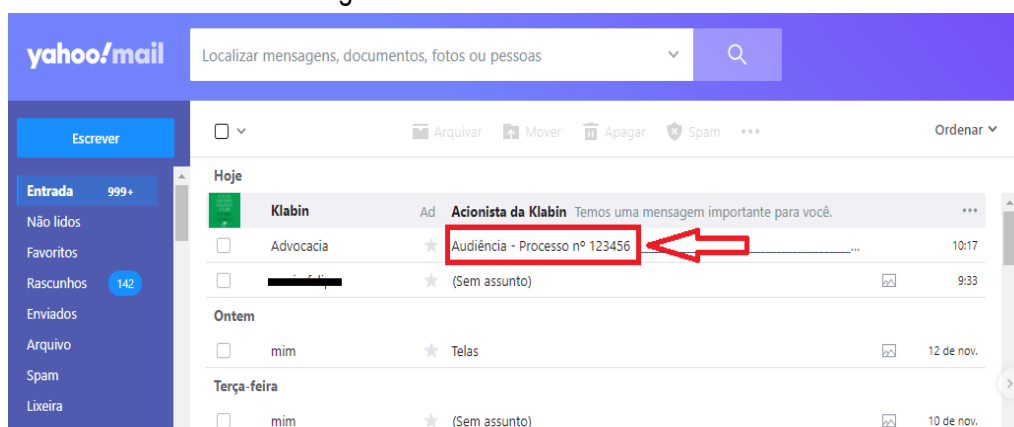 yahoo!mail
Localizar mensagens, documentos, fotos ou pessoas
Escrever
Arquivar Mover Apagar Spam ...
Ordenar
Entrada 999+
Não lidos
Favoritos
Rascunhos 142
Enviados
Arquivo
Spam
Lixeira
Hoje
Klabin Ad Acionista da Klabin Temos uma mensagem importante para você.
Advocacia Audiência - Processo nº 123456 ... 10:17
(Sem assunto) 9:33
Ontem
mim Telas 12 de nov.
Terça-feira
mim (Sem assunto) 10 de nov.